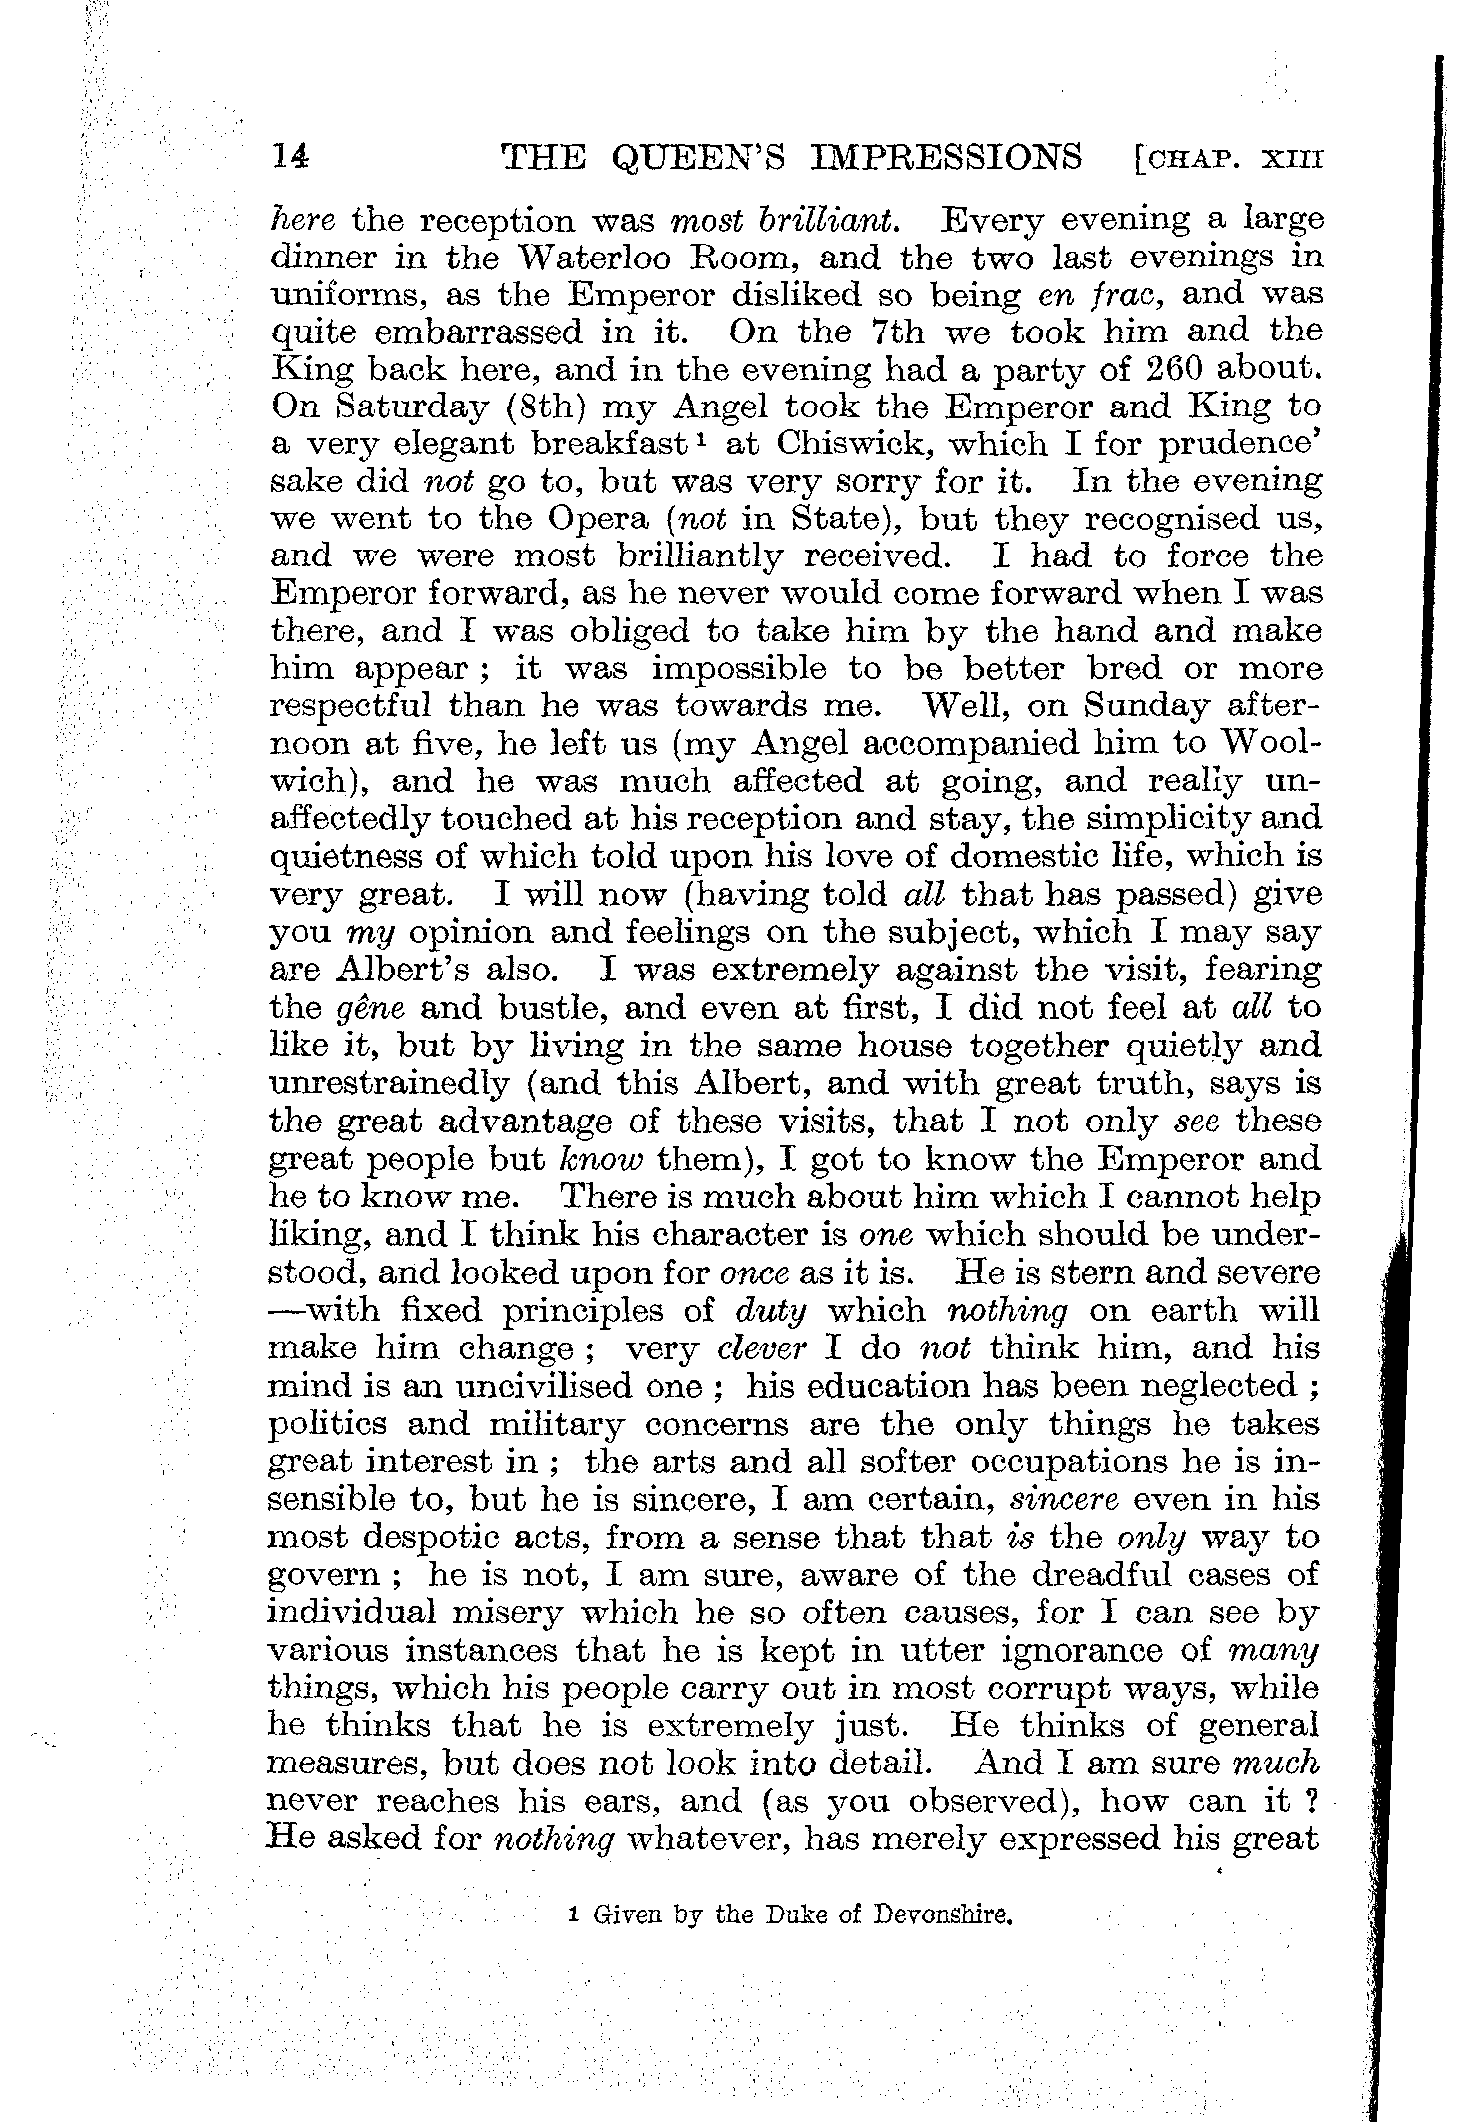 14 THE QUEEN'S IMPRESSIONS [CHAP. XIII
here the reception was most brilliant. Every evening a large
dinner in the Waterloo Room, and the two last evenings in
uniforms, as the Emperor disliked so being en frac, and was
quite embarrassed in it. On the 7th we took him and the
King back here, and in the evening had a party of 260 about.
On Saturday (8th) my Angel took the Emperor and King to
a very elegant breakfast¹ at Chiswick, which I for prudence'
sake did not go to, but was very sorry for it. In the evening
we went to the Opera (not in State), but they recognised us,
and we were most brilliantly received. I had to force the
Emperor forward, as he never would come forward when I was
there, and I was obliged to take him by the hand and make
him appear ; it was impossible to be better bred or more
respectful than he was towards me. Well, on Sunday after-
noon at five, he left us (my Angel accompanied him to Wool-
wich), and he was much affected at going, and really un-
affectedly touched at his reception and stay, the simplicity and
quietness of which told upon his love of domestic life, which is
very great. I will now (having told all that has passed) give
you my opinion and feelings on the subject, which I may say
are Albert's also. I was extremely against the visit, fearing
the gêne and bustle, and even at first, I did not feel at all to
like it, but by living in the same house together quietly and
unrestrainedly (and this Albert, and with great truth, says is
the great advantage of these visits, that I not only see these
great people but know them), I got to know the Emperor and
he to know me. There is much about him which I cannot help
liking, and I think his character is one which should be under-
stood, and looked upon for once as it is. He is stern and severe
—with fixed principles of duty which nothing on earth will
make him change ; very clever I do not think him, and his
mind is an uncivilised one ; his education has been neglected ;
politics and military concerns are the only things he takes
great interest in ; the arts and all softer occupations he is in-
sensible to, but he is sincere, I am certain, sincere even in his
most despotic acts, from a sense that that is the only way to
govern ; he is not, I am sure, aware of the dreadful cases of
individual misery which he so often causes, for I can see by
various instances that he is kept in utter ignorance of many
things, which his people carry out in most corrupt ways, while
he thinks that he is extremely just. He thinks of general
measures, but does not look into detail. And I am sure much
never reaches his ears, and (as you observed), how can it ?
He asked for nothing whatever, has merely expressed his great
1 Given by the Duke of Devonshire.